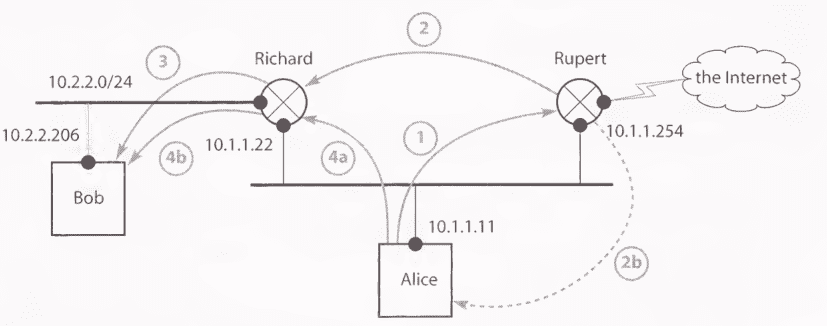 2
Richard
Rupert
3
10.2.2.0/24
the Internet
10.2.2.206
10.1.1.22
4b
4a
1
10.1.1.254
Bob
10.1.1.11
2b
Alice